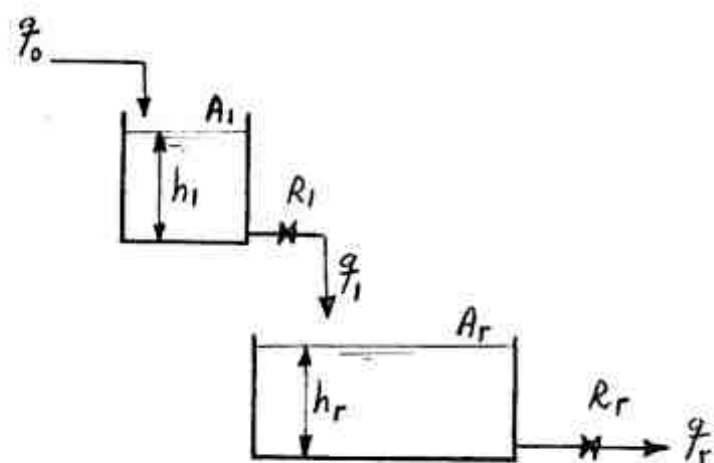 q₀
A₁
h₁
R₁
q₁
Aᵣ
hᵣ
Rᵣ
qᵣ